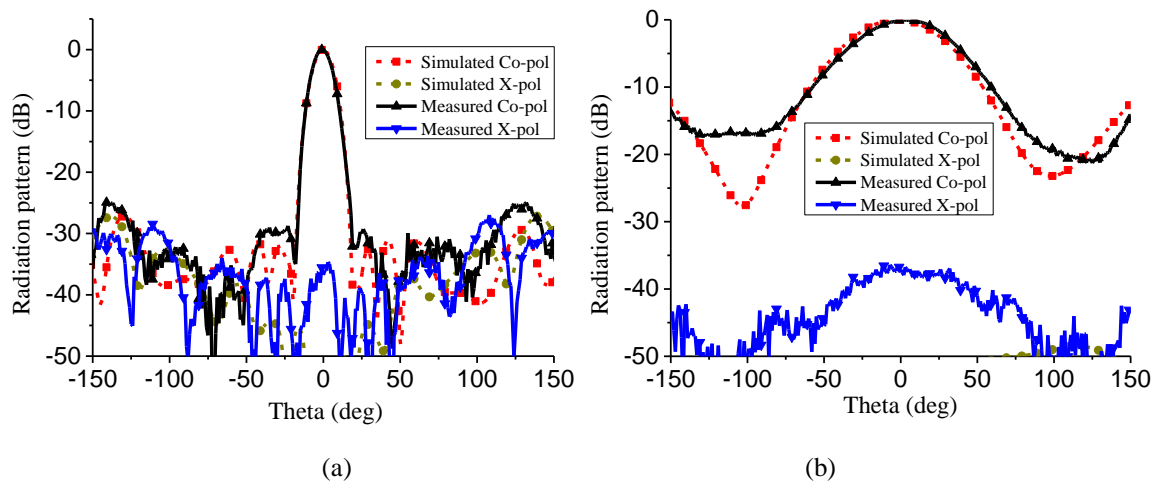 0
-10
-20
-30
-40
-50
-150 -100 -50 0 50 100 150
Radiation pattern (dB)
Theta (deg)
Simulated Co-pol
Simulated X-pol
Measured Co-pol
Measured X-pol
(a)
0
-10
-20
-30
-40
-50
-150 -100 -50 0 50 100 150
Radiation pattern (dB)
Theta (deg)
Simulated Co-pol
Simulated X-pol
Measured Co-pol
Measured X-pol
(b)